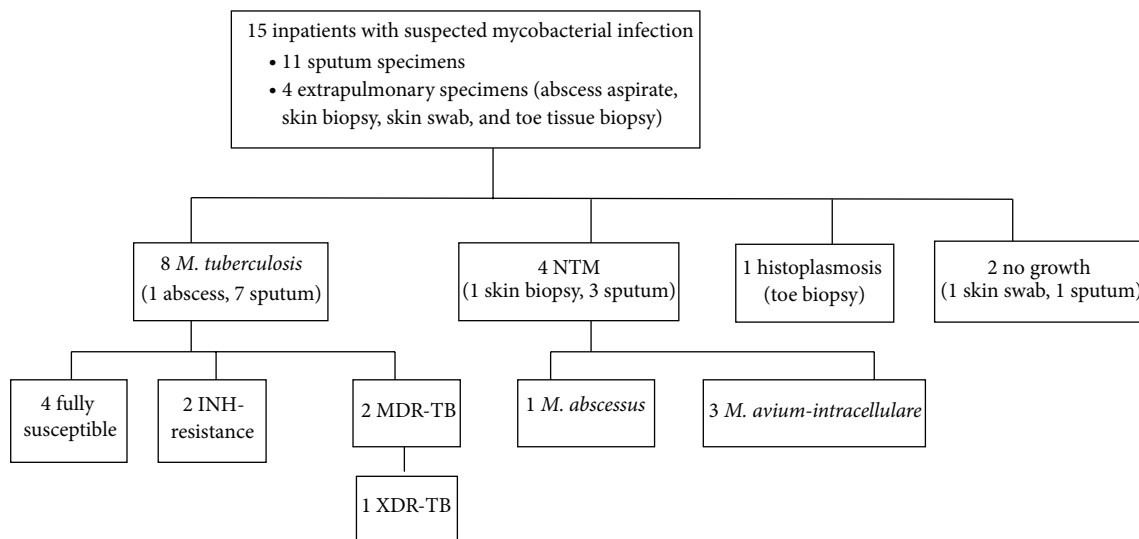 15 inpatients with suspected mycobacterial infection
• 11 sputum specimens
• 4 extrapulmonary specimens (abscess aspirate,
skin biopsy, skin swab, and toe tissue biopsy)
8 M. tuberculosis
(1 abscess, 7 sputum)
4 NTM
(1 skin biopsy, 3 sputum)
1 histoplasmosis
(toe biopsy)
2 no growth
(1 skin swab, 1 sputum)
4 fully
susceptible
2 INH-
resistance
2 MDR-TB
1 M. abscessus
3 M. avium-intracellulare
1 XDR-TB